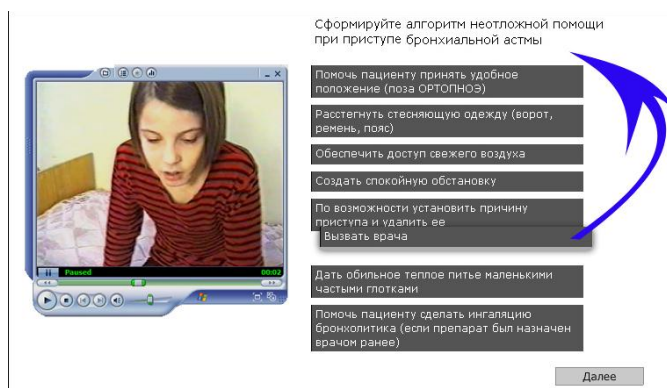 Сформируйте алгоритм неотложной помощи
при приступе бронхиальной астмы
Помочь пациенту принять удобное
положение (поза ОРТОПНОЭ)
Расстегнуть стесняющую одежду (ворот,
ремень, пояс)
Обеспечить доступ свежего воздуха
Создать спокойную обстановку
По возможности установить причину
приступа и удалить ее
Вызвать врача
Paused
00:02
Дать обильное теплое питье маленькими
частыми глотками
Помочь пациенту сделать ингаляцию
бронхолитика (если препарат был назначен
врачом ранее)
Далее